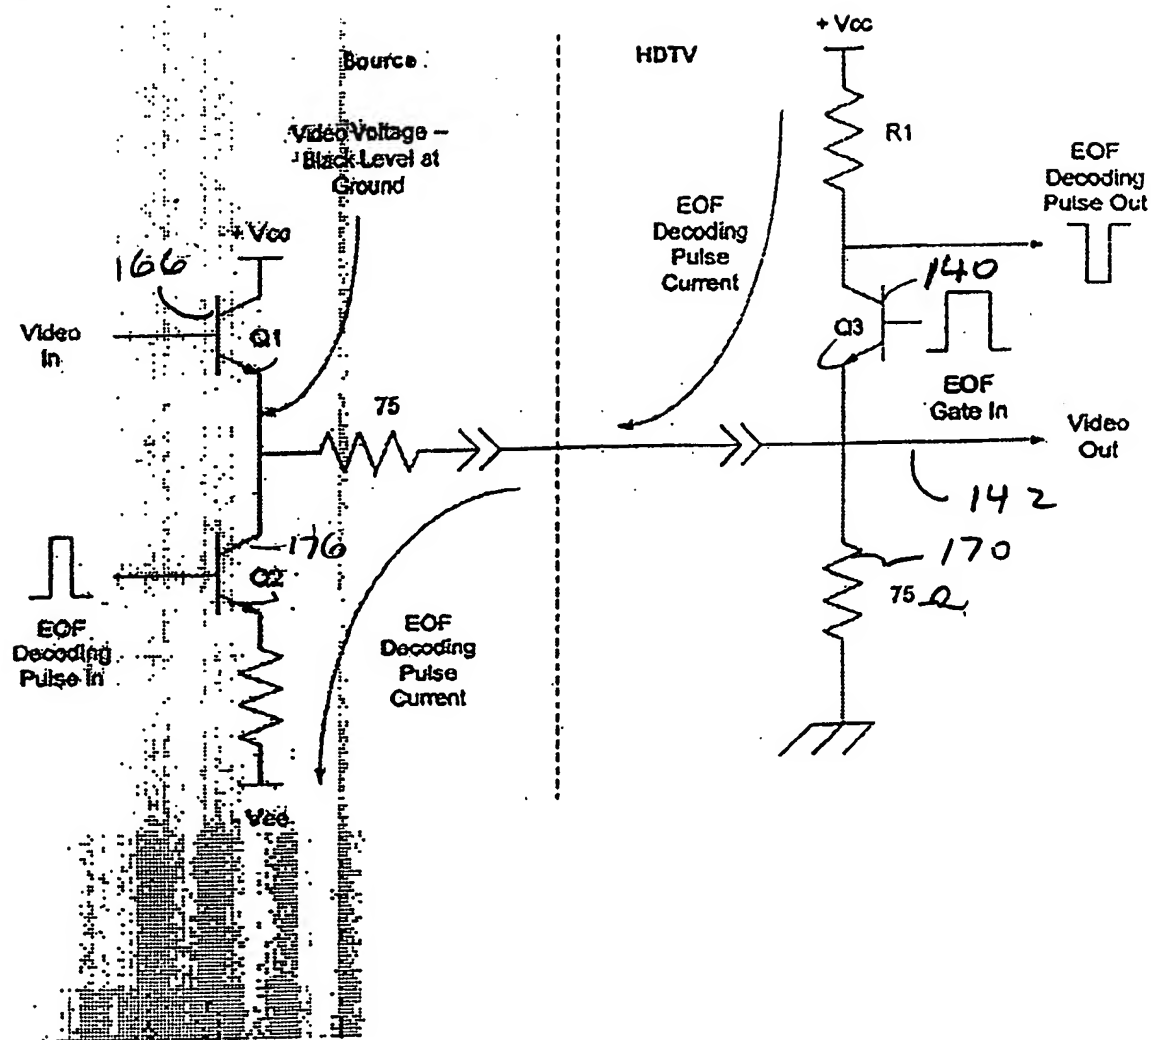 Source
HDTV
+ Vcc
R1
Video Voltage –
Black Level at
Ground
EOF
Decoding
Pulse
Current
EOF
Decoding
Pulse Out
+ Vcc
166
140
Video
In
Q1
Q3
75
EOF
Gate In
Video
Out
142
176
170
Q2
75 Ω
EOF
Decoding
Pulse In
EOF
Decoding
Pulse
Current
- Vee